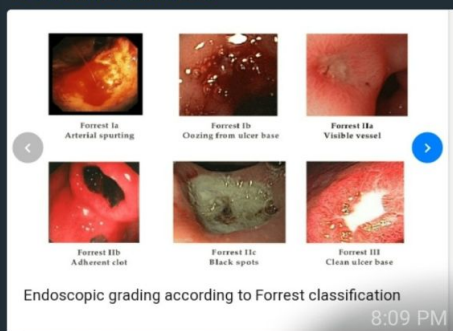 Forrest Ia
Arterial spurting
Forrest Ib
Oozing from ulcer base
Forrest IIa
Visible vessel
Forrest IIb
Adherent clot
Forrest IIc
Black spots
Forrest III
Clean ulcer base
Endoscopic grading according to Forrest classification
8:09 PM